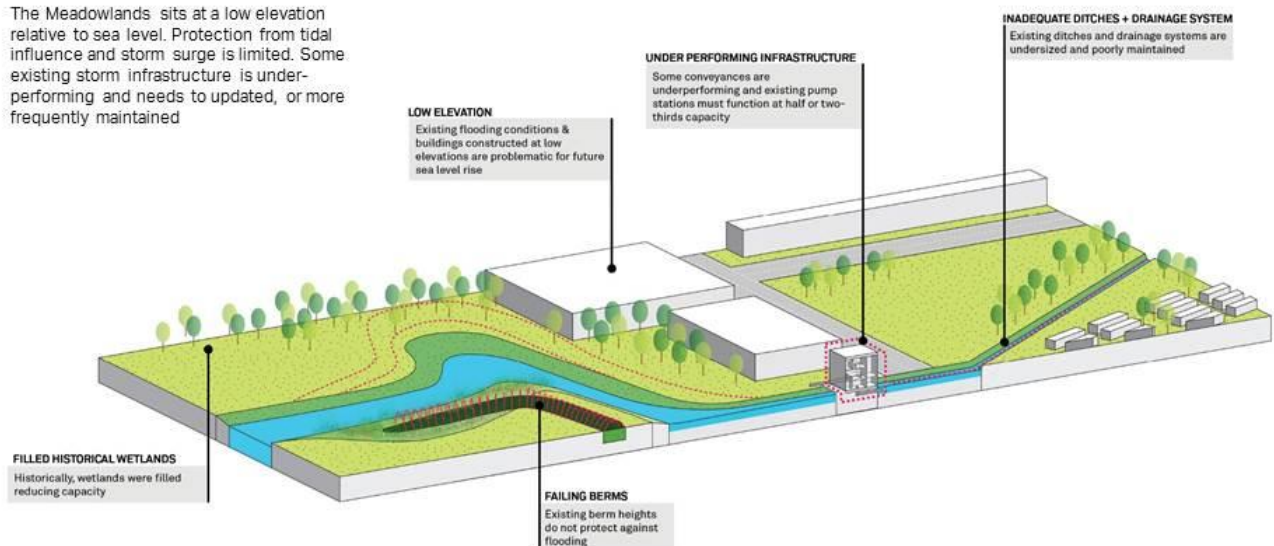 The Meadowlands sits at a low elevation
relative to sea level. Protection from tidal
influence and storm surge is limited. Some
existing storm infrastructure is under-
performing and needs to updated, or more
frequently maintained
LOW ELEVATION
Existing flooding conditions &
buildings constructed at low
elevations are problematic for future
sea level rise
UNDER PERFORMING INFRASTRUCTURE
Some conveyances are
underperforming and existing pump
stations must function at half or two-
thirds capacity
INADEQUATE DITCHES + DRAINAGE SYSTEM
Existing ditches and drainage systems are
undersized and poorly maintained
FILLED HISTORICAL WETLANDS
Historically, wetlands were filled
reducing capacity
FAILING BERMS
Existing berm heights
do not protect against
flooding